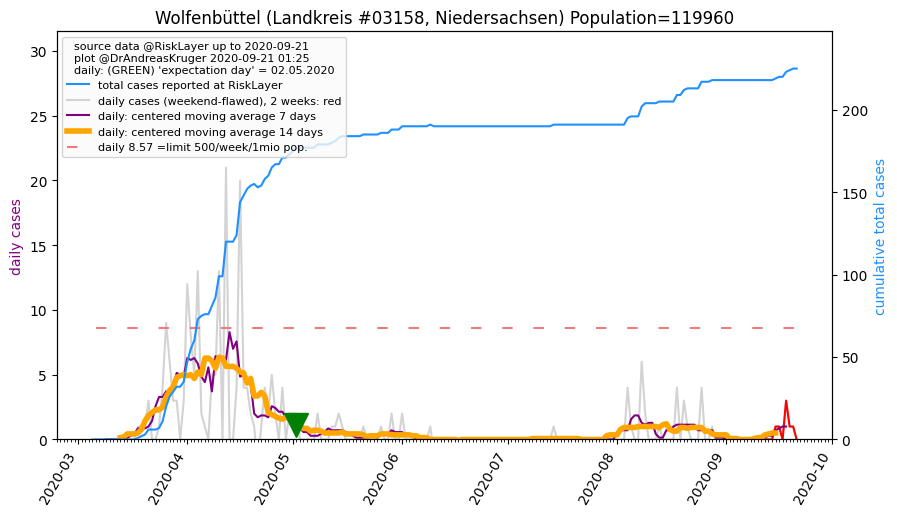 Wolfenbüttel (Landkreis #03158, Niedersachsen) Population=119960
source data @RiskLayer up to 2020-09-21
plot @DrAndreasKruger 2020-09-21 01:25
daily: (GREEN) 'expectation day' = 02.05.2020
total cases reported at RiskLayer
daily cases (weekend-flawed), 2 weeks: red
daily: centered moving average 7 days
daily: centered moving average 14 days
daily 8.57 =limit 500/week/1mio pop.
daily cases
30
25
20
15
10
5
0
cumulative total cases
200
150
100
50
0
2020-03
2020-04
2020-05
2020-06
2020-07
2020-08
2020-09
2020-10